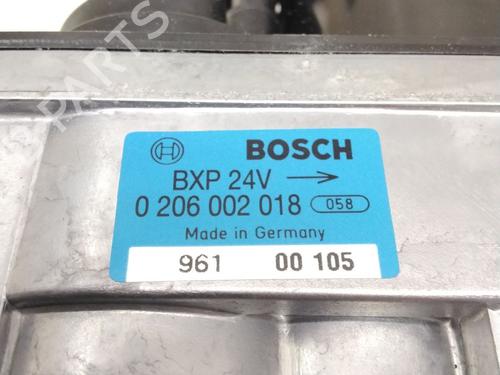 BOSCH
BXP 24V →
0 206 002 018 058
Made in Germany
961 00 105